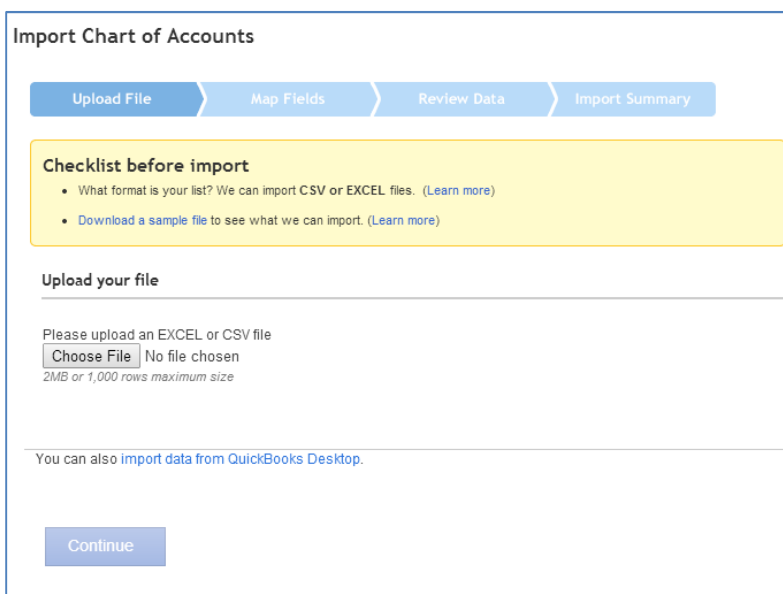 Import Chart of Accounts
Upload File Map Fields Review Data Import Summary
Checklist before import
What format is your list? We can import CSV or EXCEL files. (Learn more)
Download a sample file to see what we can import. (Learn more)
Upload your file
Please upload an EXCEL or CSV file
Choose File No file chosen
2MB or 1,000 rows maximum size
You can also import data from QuickBooks Desktop.
Continue